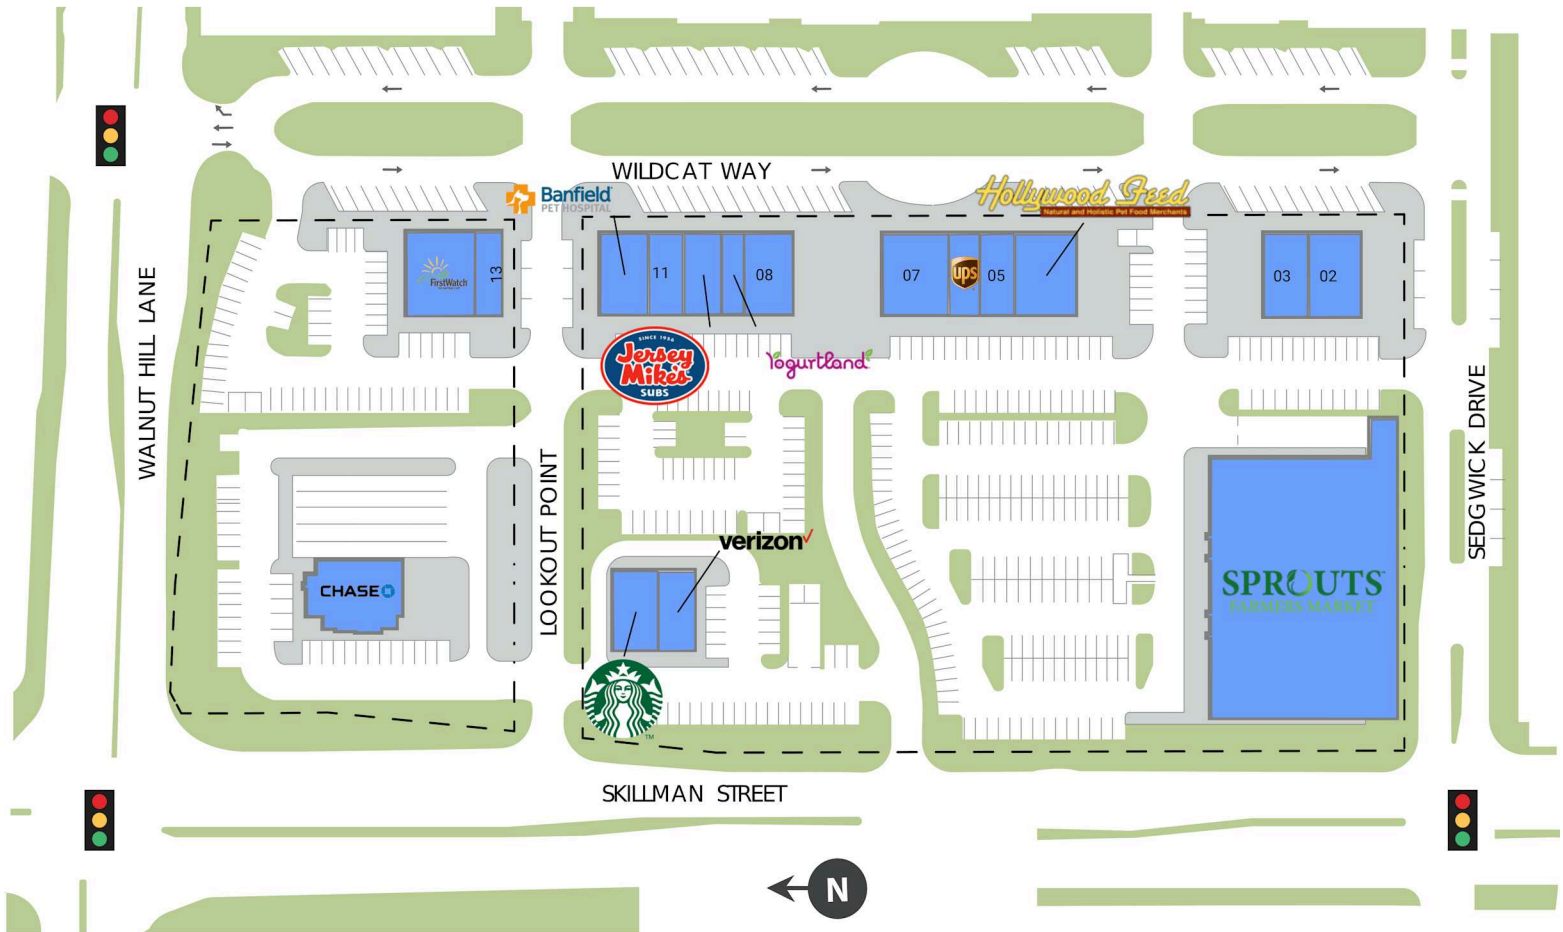 WILDCAT WAY
Banfield
PET HOSPITAL
Hollywood Feed
Natural and Holistic Pet Food Merchants
WALNUT HILL LANE
FirstWatch
13
11
08
07
ups
05
03
02
SINCE 1956
Jersey
Mike's
SUBS
Yogurtland
SEDGWICK DRIVE
LOOKOUT POINT
verizon
CHASE
SPROUTS
FARMERS MARKET
TM
SKILLMAN STREET
N